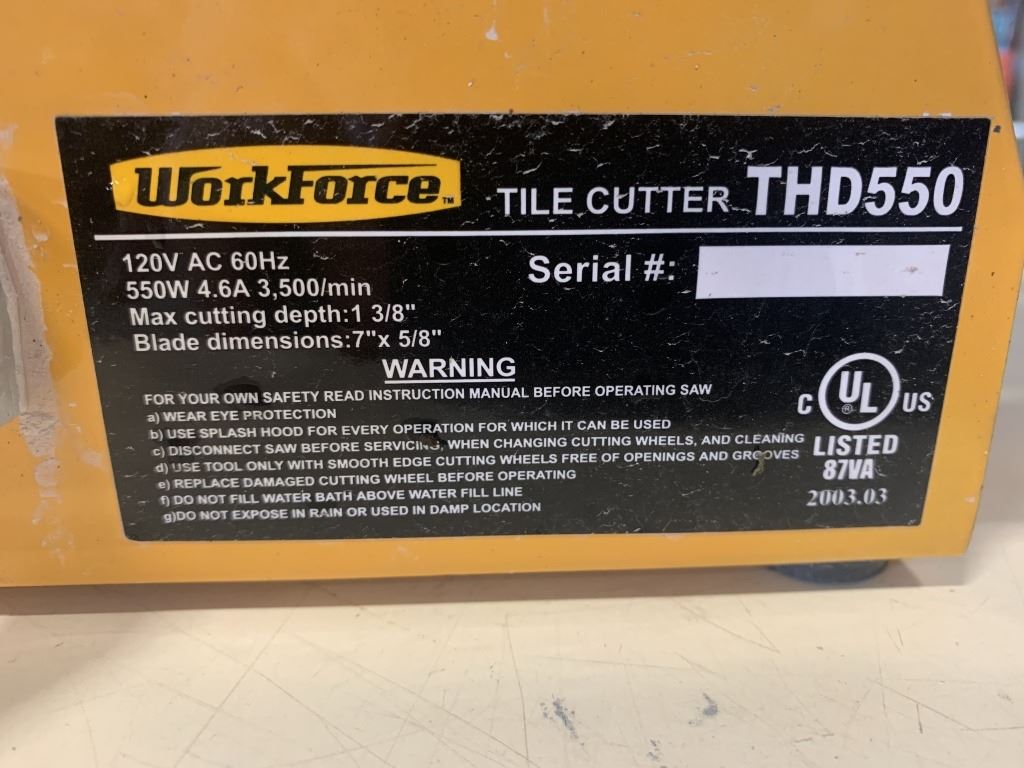 WORKFORCE™
TILE CUTTER THD550
120V AC 60Hz
550W 4.6A 3,500/min
Max cutting depth:1 3/8"
Blade dimensions:7"x 5/8"
Serial #:
WARNING
FOR YOUR OWN SAFETY READ INSTRUCTION MANUAL BEFORE OPERATING SAW
a) WEAR EYE PROTECTION
b) USE SPLASH HOOD FOR EVERY OPERATION FOR WHICH IT CAN BE USED
c) DISCONNECT SAW BEFORE SERVICING, WHEN CHANGING CUTTING WHEELS, AND CLEANING
d) USE TOOL ONLY WITH SMOOTH EDGE CUTTING WHEELS FREE OF OPENINGS AND GROOVES
e) REPLACE DAMAGED CUTTING WHEEL BEFORE OPERATING
f) DO NOT FILL WATER BATH ABOVE WATER FILL LINE
g)DO NOT EXPOSE IN RAIN OR USED IN DAMP LOCATION
C UL ® US
LISTED
87VA
2003.03